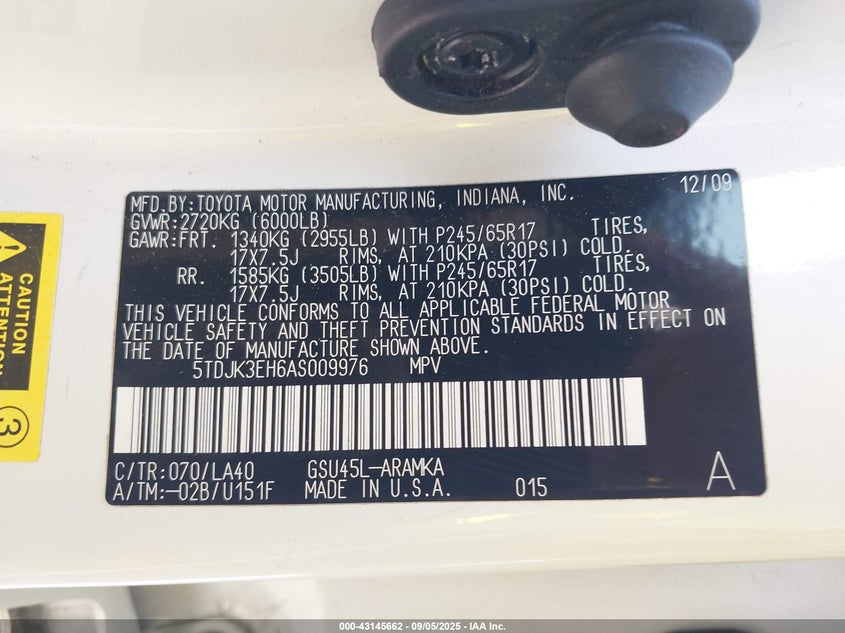 12/09
MFD.BY:TOYOTA MOTOR MANUFACTURING, INDIANA, INC.
GVWR:2720KG (6000LB)
GAWR:FRT. 1340KG (2955LB) WITH P245/65R17 TIRES,
17X7.5J RIMS, AT 210KPA (30PSI) COLD.
RR. 1585KG (3505LB) WITH P245/65R17 TIRES,
17X7.5J RIMS, AT 210KPA (30PSI) COLD.
THIS VEHICLE CONFORMS TO ALL APPLICABLE FEDERAL MOTOR
VEHICLE SAFETY AND THEFT PREVENTION STANDARDS IN EFFECT ON
THE DATE OF MANUFACTURE SHOWN ABOVE.
5TDJK3EH6AS009976 MPV
C/TR:070/LA40 GSU45L-ARAMKA
A/TM:-02B/U151F MADE IN U.S.A. 015
A
CAUTION
ATTENTION
3
000-43145662 - 09/05/2025 - IAA Inc.